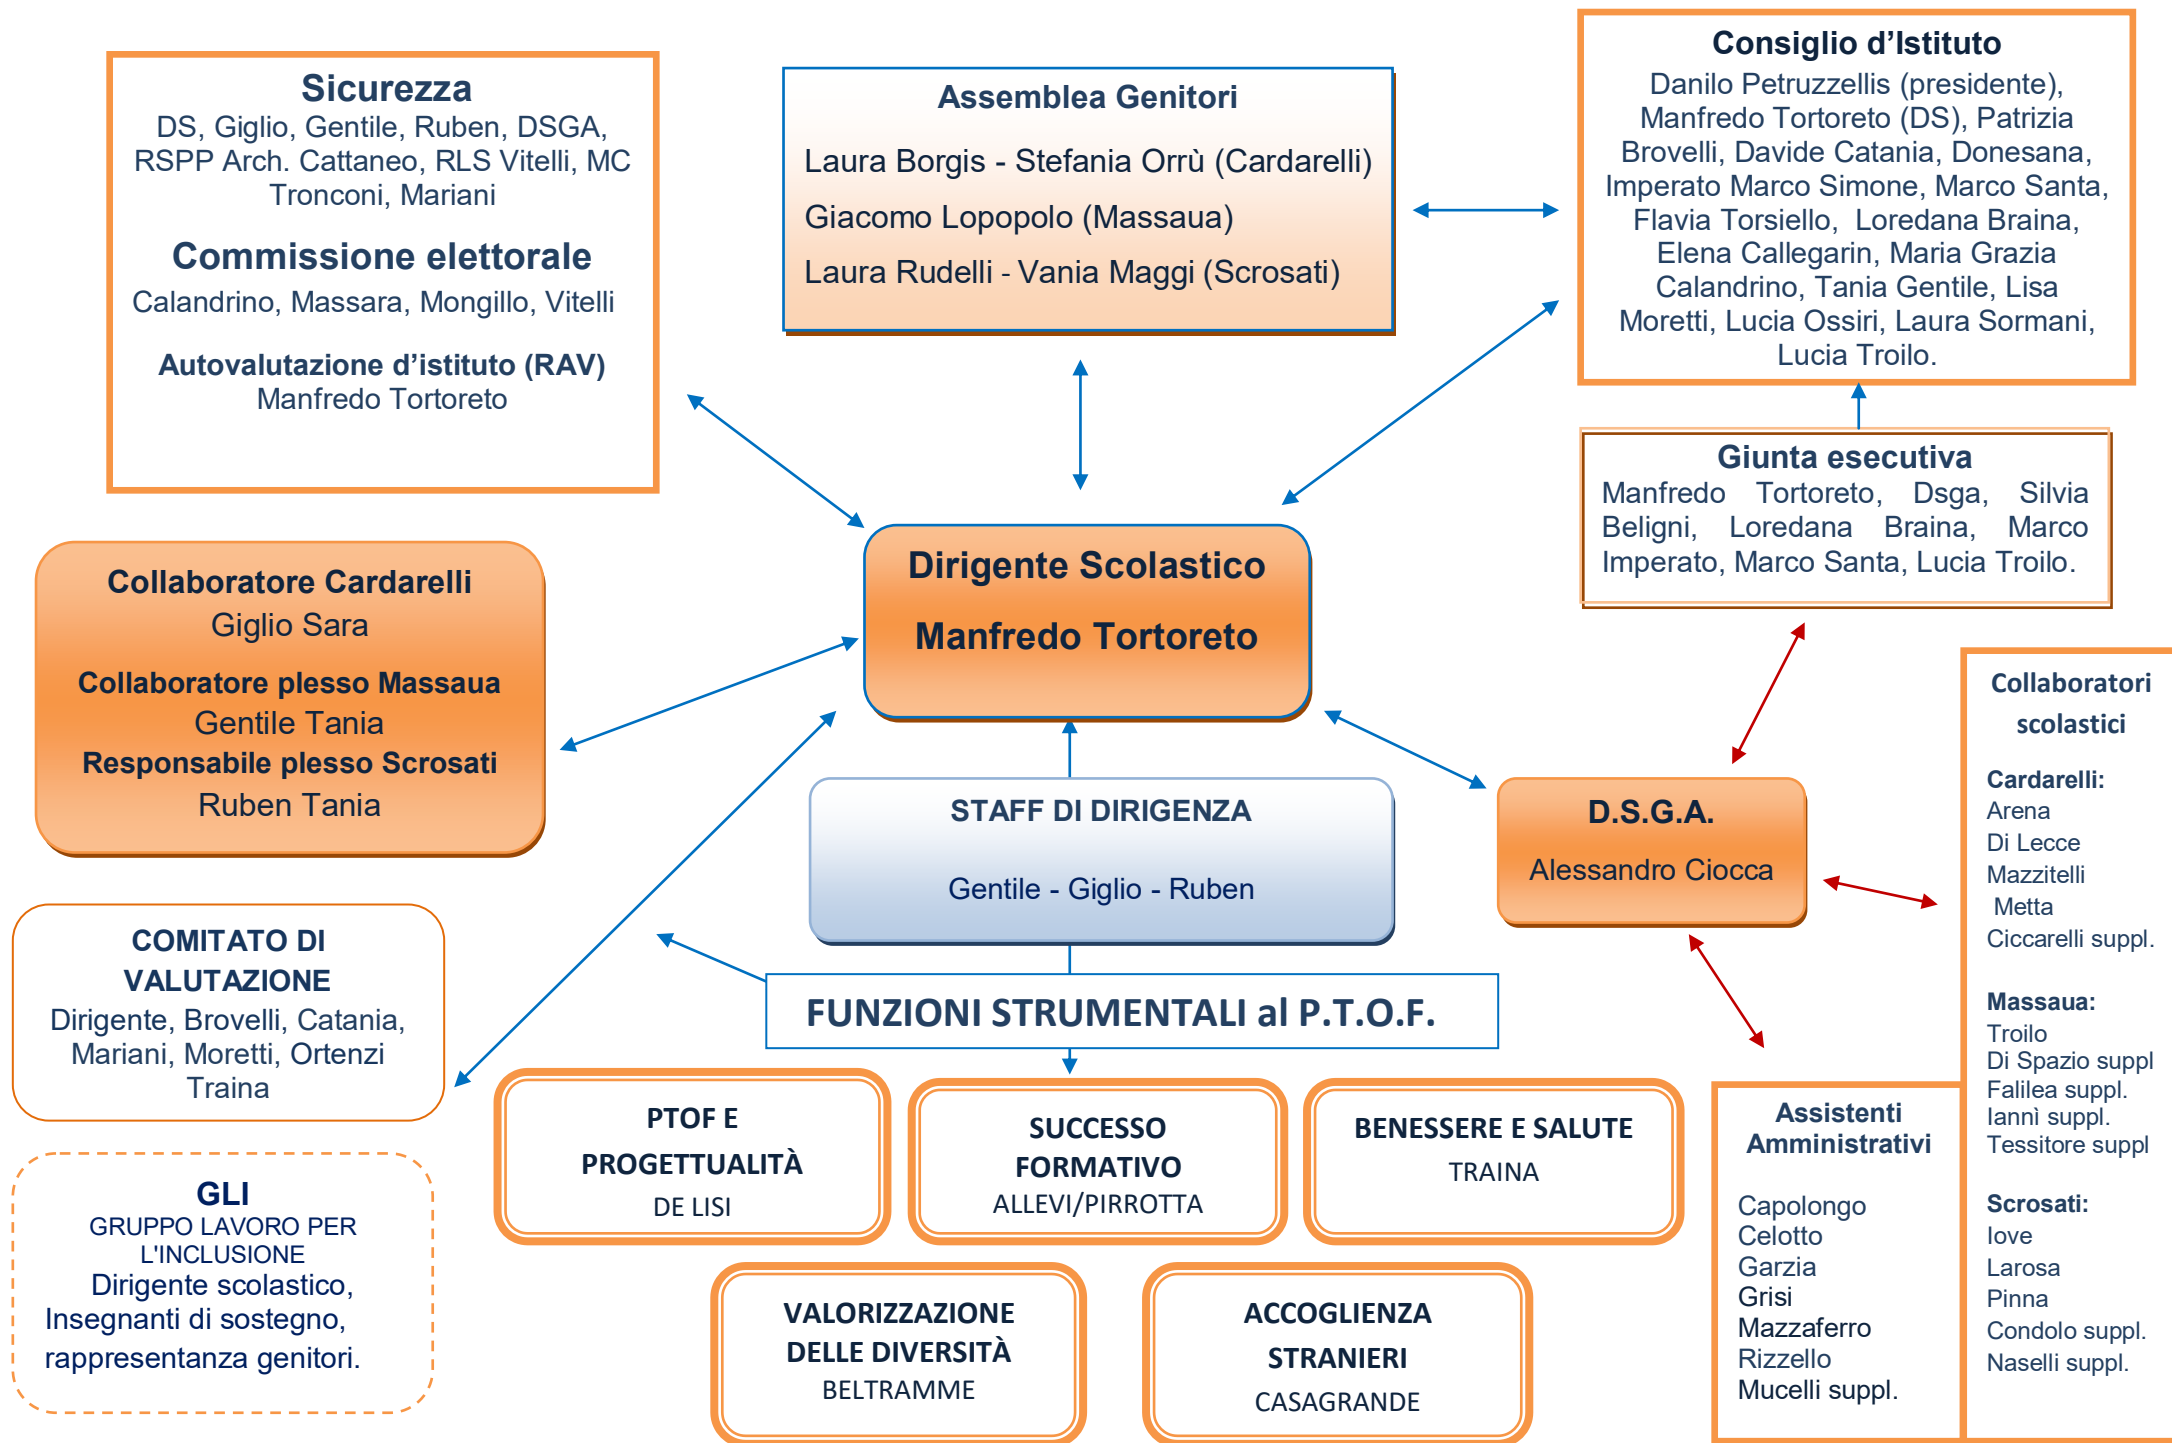 Sicurezza
DS, Giglio, Gentile, Ruben, DSGA,
RSPP Arch. Cattaneo, RLS Vitelli, MC
Tronconi, Mariani
Commissione elettorale
Calandrino, Massara, Mongillo, Vitelli
Autovalutazione d’istituto (RAV)
Manfredo Tortoreto
Assemblea Genitori
Laura Borgis - Stefania Orrù (Cardarelli)
Giacomo Lopopolo (Massaua)
Laura Rudelli - Vania Maggi (Scrosati)
Consiglio d’Istituto
Danilo Petruzzellis (presidente),
Manfredo Tortoreto (DS), Patrizia
Brovelli, Davide Catania, Donesana,
Imperato Marco Simone, Marco Santa,
Flavia Torsiello, Loredana Braina,
Elena Callegarin, Maria Grazia
Calandrino, Tania Gentile, Lisa
Moretti, Lucia Ossiri, Laura Sormani,
Lucia Troilo.
Giunta esecutiva
Manfredo Tortoreto, Dsga, Silvia
Beligni, Loredana Braina, Marco
Imperato, Marco Santa, Lucia Troilo.
Dirigente Scolastico
Manfredo Tortoreto
Collaboratore Cardarelli
Giglio Sara
Collaboratore plesso Massaua
Gentile Tania
Responsabile plesso Scrosati
Ruben Tania
STAFF DI DIRIGENZA
Gentile - Giglio - Ruben
D.S.G.A.
Alessandro Ciocca
Collaboratori
scolastici
Cardarelli:
Arena
Di Lecce
Mazzitelli
Metta
Ciccarelli suppl.
Massaua:
Troilo
Di Spazio suppl
Falilea suppl.
Iannì suppl.
Tessitore suppl
Scrosati:
Iove
Larosa
Pinna
Condolo suppl.
Naselli suppl.
COMITATO DI
VALUTAZIONE
Dirigente, Brovelli, Catania,
Mariani, Moretti, Ortenzi
Traina
FUNZIONI STRUMENTALI al P.T.O.F.
PTOF E
PROGETTUALITÀ
DE LISI
SUCCESSO
FORMATIVO
ALLEVI/PIRROTTA
BENESSERE E SALUTE
TRAINA
Assistenti
Amministrativi
Capolongo
Celotto
Garzia
Grisi
Mazzaferro
Rizzello
Mucelli suppl.
GLI
GRUPPO LAVORO PER
L'INCLUSIONE
Dirigente scolastico,
Insegnanti di sostegno,
rappresentanza genitori.
VALORIZZAZIONE
DELLE DIVERSITÀ
BELTRAMME
ACCOGLIENZA
STRANIERI
CASAGRANDE